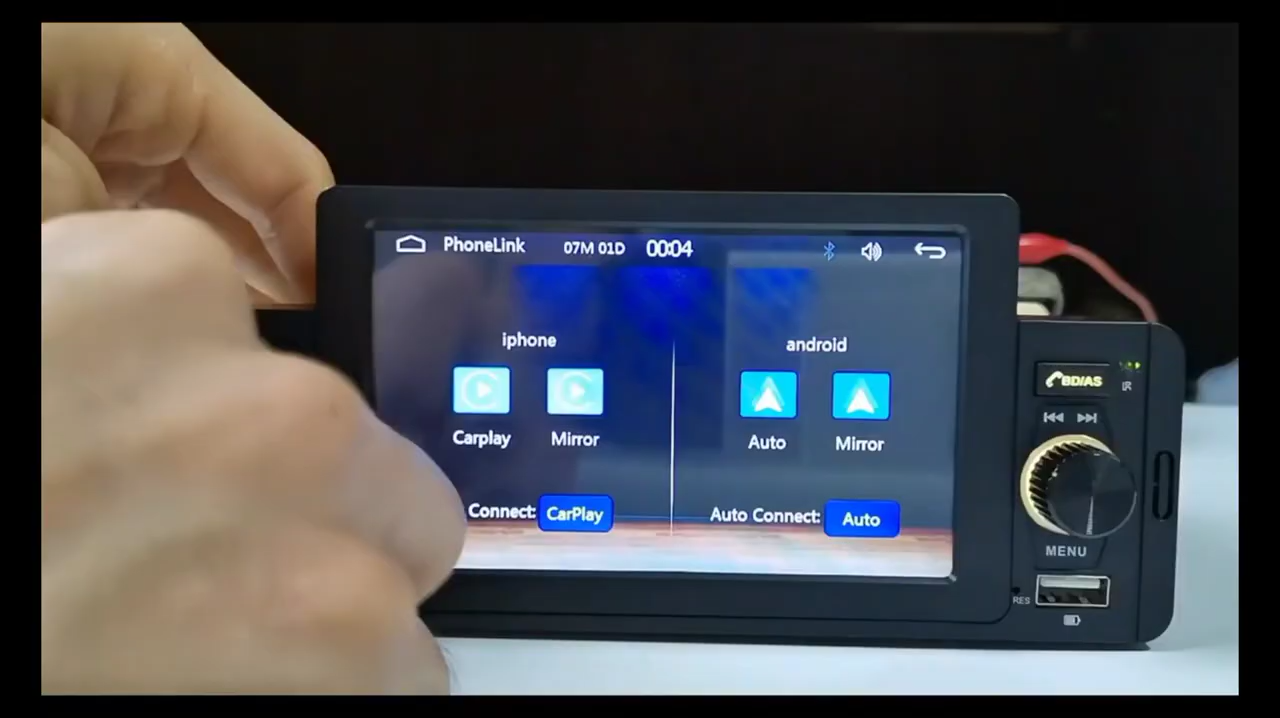 PhoneLink 07M 01D 00:04
iphone android
Carplay Mirror Auto Mirror
Connect: CarPlay Auto Connect: Auto
BD/AS
IR
MENU
RES